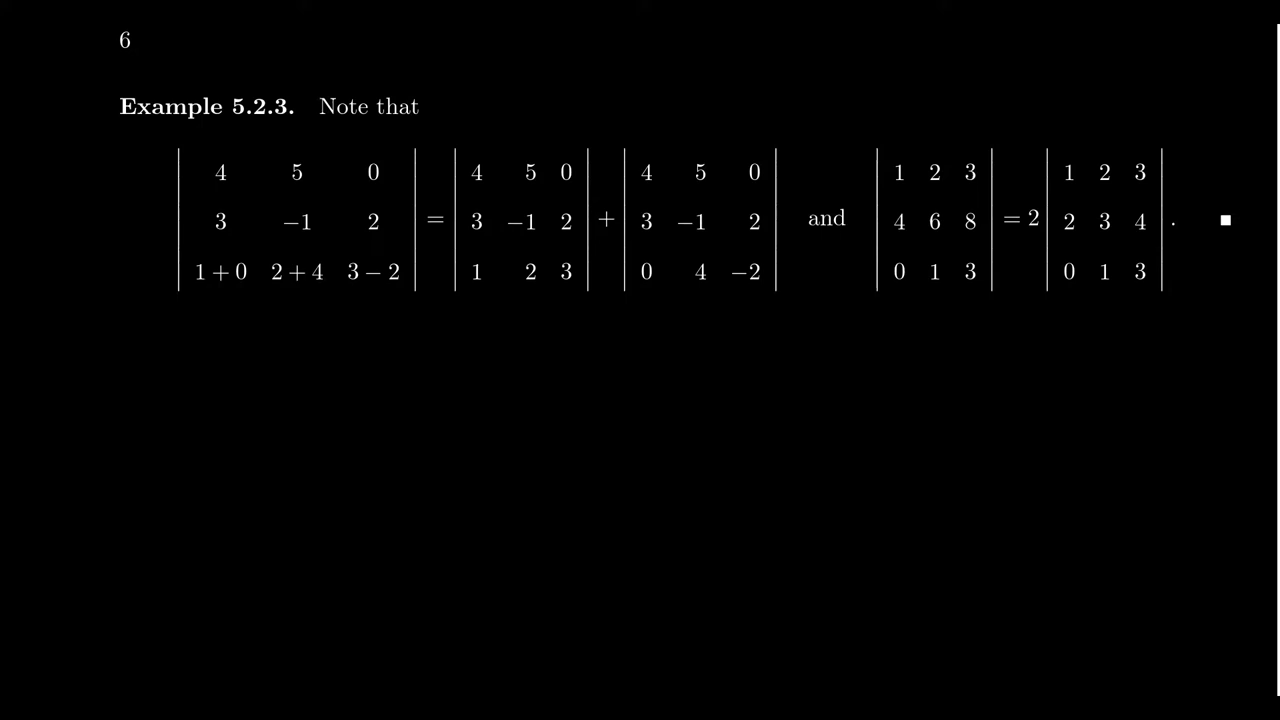 6
Example 5.2.3. Note that
| 4 5 0 | | 4 5 0 | | 4 5 0 | | 1 2 3 | | 1 2 3 |
| 3 −1 2 | = | 3 −1 2 | + | 3 −1 2 | and | 4 6 8 | = 2 | 2 3 4 | . ■
| 1 + 0 2 + 4 3 − 2 | | 1 2 3 | | 0 4 −2 | | 0 1 3 | | 0 1 3 |